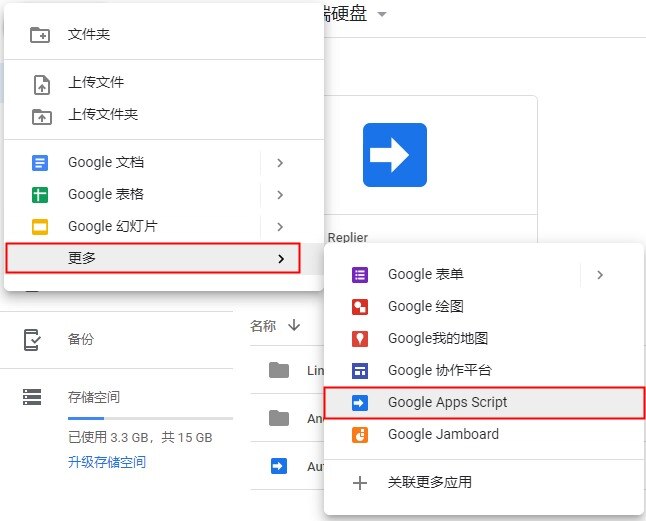 端硬盘
文件夹
上传文件
上传文件夹
Google 文档
Google 表格
Google 幻灯片
更多
Replier
Google 表单
Google 绘图
Google我的地图
Google 协作平台
Google Apps Script
Google Jamboard
关联更多应用
备份
存储空间
已使用 3.3 GB，共 15 GB
升级存储空间
名称